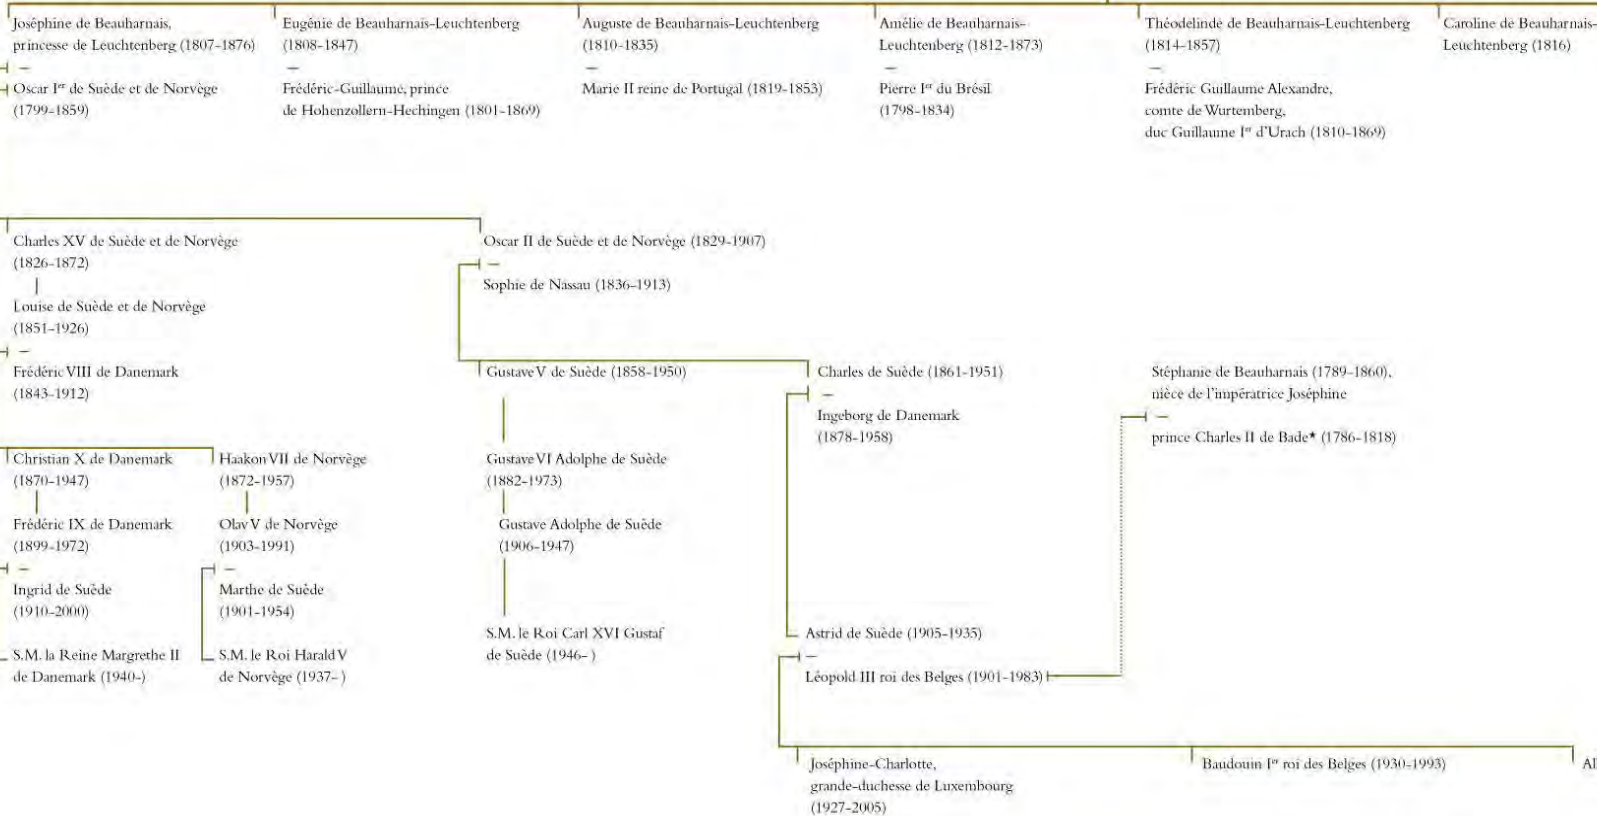 Joséphine de Beauharnais,
princesse de Leuchtenberg (1807-1876)
–
Oscar Ier de Suède et de Norvège
(1799-1859)
Eugénie de Beauharnais-Leuchtenberg
(1808-1847)
–
Frédéric-Guillaume, prince
de Hohenzollern-Hechingen (1801-1869)
Auguste de Beauharnais-Leuchtenberg
(1810-1835)
–
Marie II reine de Portugal (1819-1853)
Amélie de Beauharnais-
Leuchtenberg (1812-1873)
–
Pierre Ier du Brésil
(1798-1834)
Théodelinde de Beauharnais-Leuchtenberg
(1814-1857)
–
Frédéric Guillaume Alexandre,
comte de Wurtemberg,
duc Guillaume Ier d'Urach (1810-1869)
Caroline de Beauharnais-
Leuchtenberg (1816)
Charles XV de Suède et de Norvège
(1826-1872)
Louise de Suède et de Norvège
(1851-1926)
–
Frédéric VIII de Danemark
(1843-1912)
Oscar II de Suède et de Norvège (1829-1907)
–
Sophie de Nassau (1836-1913)
Gustave V de Suède (1858-1950)
Charles de Suède (1861-1951)
–
Ingeborg de Danemark
(1878-1958)
Stéphanie de Beauharnais (1789-1860),
nièce de l'impératrice Joséphine
–
prince Charles II de Bade★ (1786-1818)
Christian X de Danemark
(1870-1947)
Haakon VII de Norvège
(1872-1957)
Gustave VI Adolphe de Suède
(1882-1973)
Frédéric IX de Danemark
(1899-1972)
–
Ingrid de Suède
(1910-2000)
Olav V de Norvège
(1903-1991)
–
Marthe de Suède
(1901-1954)
Gustave Adolphe de Suède
(1906-1947)
S.M. la Reine Margrethe II
de Danemark (1940-)
S.M. le Roi Harald V
de Norvège (1937- )
S.M. le Roi Carl XVI Gustaf
de Suède (1946- )
Astrid de Suède (1905-1935)
–
Léopold III roi des Belges (1901-1983)
Joséphine-Charlotte,
grande-duchesse de Luxembourg
(1927-2005)
Baudouin Ier roi des Belges (1930-1993)
Al